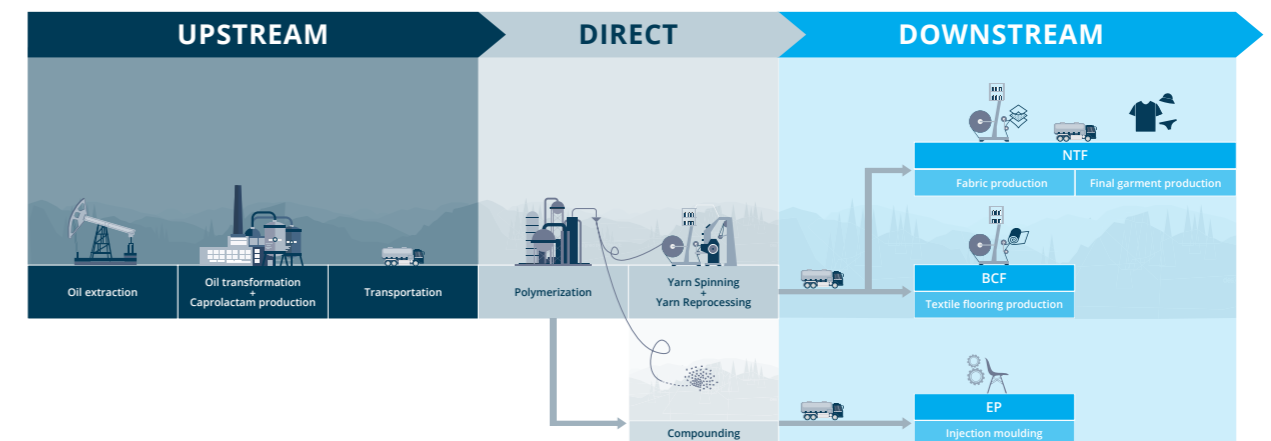 UPSTREAM
DIRECT
DOWNSTREAM
NTF
Fabric production
Final garment production
Oil extraction
Oil transformation
+
Caprolactam production
Transportation
Polymerization
Yarn Spinning
+
Yarn Reprocessing
BCF
Textile flooring production
EP
Compounding
Injection moulding